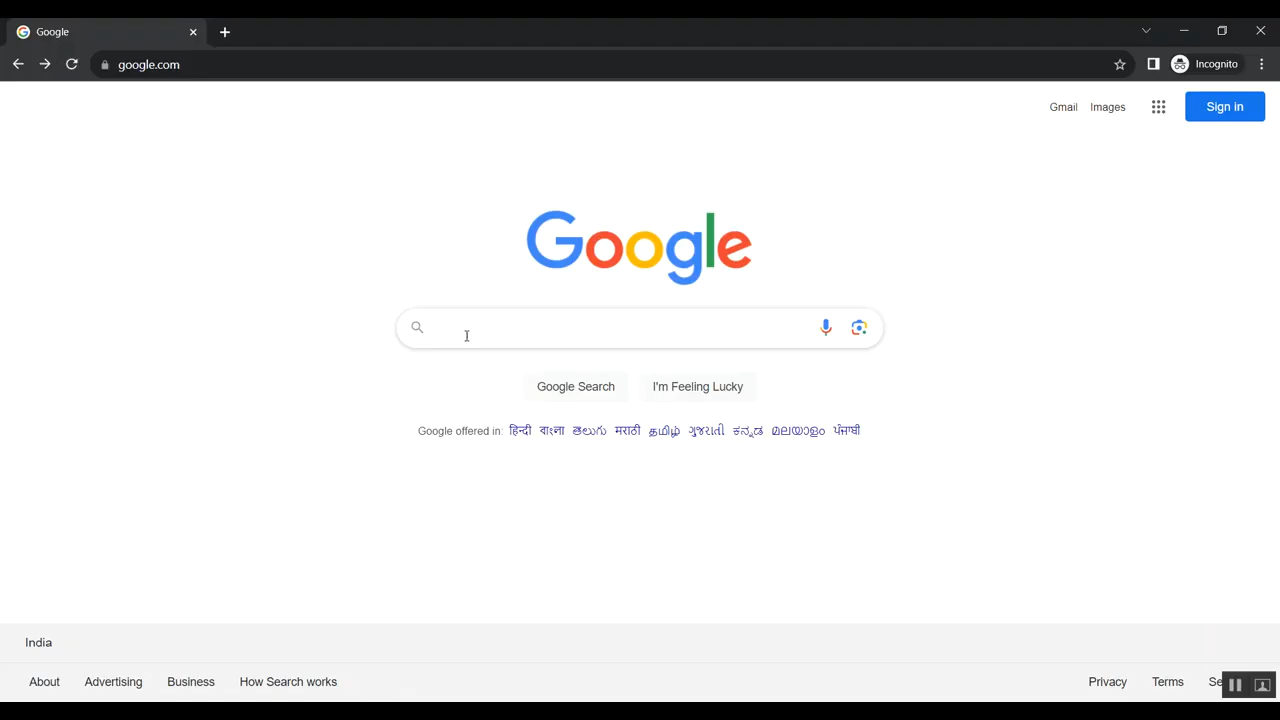 Google
google.com
Incognito
Gmail Images Sign in
Google
Google Search I'm Feeling Lucky
Google offered in: हिन्दी বাংলা తెలుగు मराठी தமிழ் ગુજરાતી ಕನ್ನಡ മലയാളം ਪੰਜਾਬੀ
India
About Advertising Business How Search works Privacy Terms Se